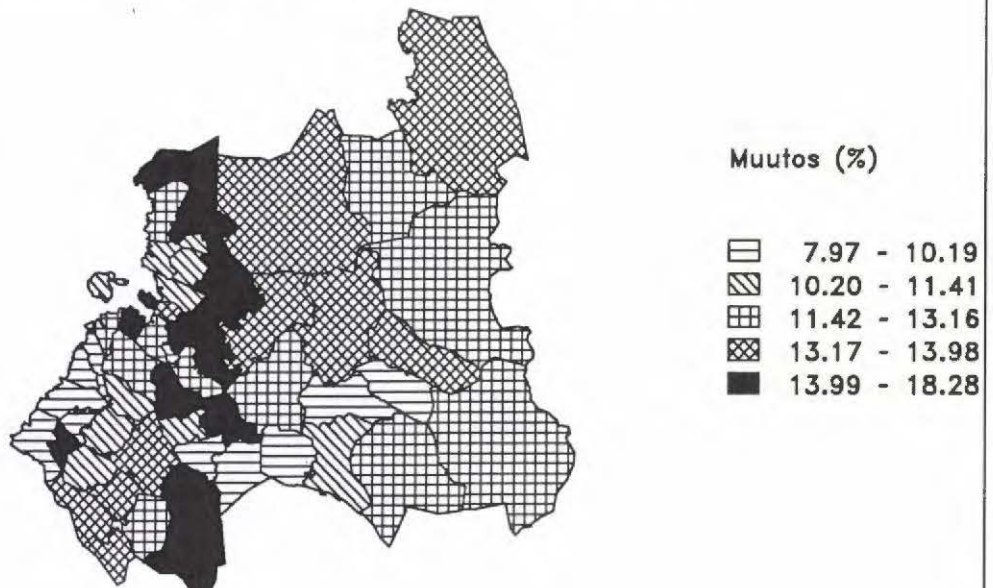 Muutos (%)
7.97 - 10.19
10.20 - 11.41
11.42 - 13.16
13.17 - 13.98
13.99 - 18.28